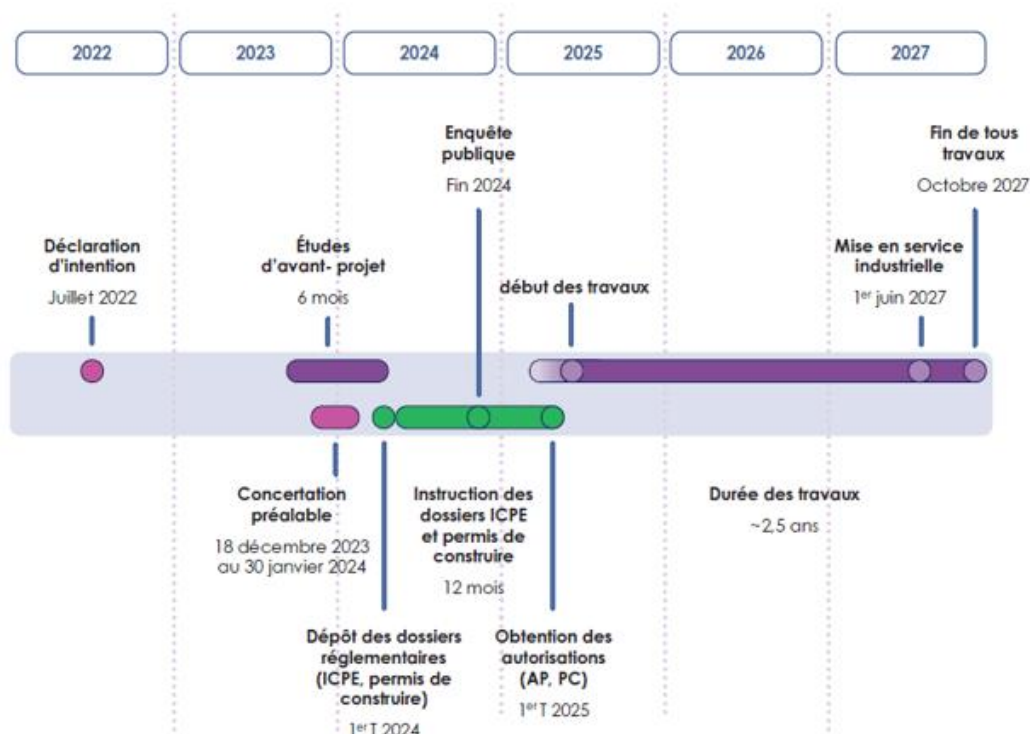 2022
2023
2024
2025
2026
2027
Enquête
publique
Fin 2024
Fin de tous
travaux
Octobre 2027
Déclaration
d'intention
Juillet 2022
Études
d'avant- projet
6 mois
début des travaux
Mise en service
industrielle
1er juin 2027
Concertation
préalable
18 décembre 2023
au 30 janvier 2024
Instruction des
dossiers ICPE
et permis de
construire
12 mois
Durée des travaux
~2,5 ans
Dépôt des dossiers
réglementaires
(ICPE, permis de
construire)
1er T 2024
Obtention des
autorisations
(AP, PC)
1er T 2025